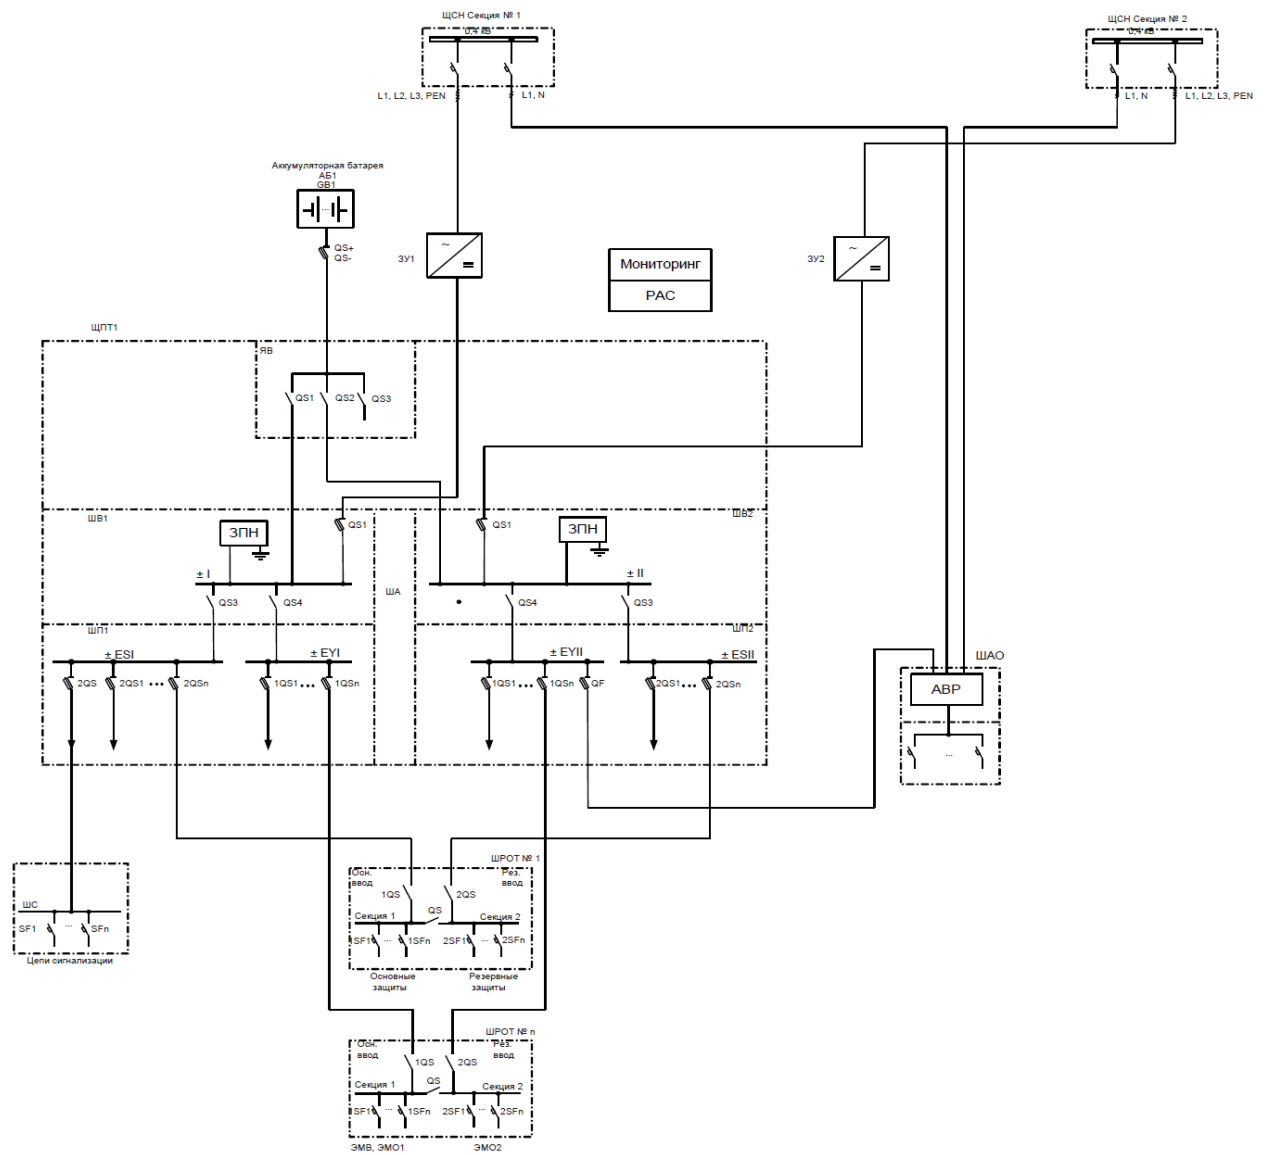 ЩСН Секция № 1
0,4 кВ
ЩСН Секция № 2
0,4 кВ
L1, L2, L3, PEN
L1, N
L1, N
L1, L2, L3, PEN
Аккумуляторная батарея
АБ1
GB1
QS+
QS-
ЗУ1
Мониторинг
РАС
ЗУ2
ЩПТ1
ЯВ
QS1
QS2
QS3
ШВ1
ЗПН
QS1
ША
QS1
ЗПН
ШВ2
± I
QS3
QS4
± II
QS4
QS3
ШП1
± ESI
± EYI
ШП2
± EYII
± ESII
2QS
2QS1
...
2QSn
1QS1
...
1QSn
1QS1
...
1QSn
QF
2QS1
...
2QSn
ШАО
АВР
...
ШС
SF1
...
SFn
Цепи сигнализации
ШРОТ № 1
Осн.
ввод
Рез.
ввод
1QS
2QS
QS
Секция 1
Секция 2
1SF1
...
1SFn
2SF1
...
2SFn
Основные
защиты
Резервные
защиты
ШРОТ № n
Осн.
ввод
Рез.
ввод
1QS
2QS
QS
Секция 1
Секция 2
1SF1
...
1SFn
2SF1
...
2SFn
ЭМВ, ЭМО1
ЭМО2